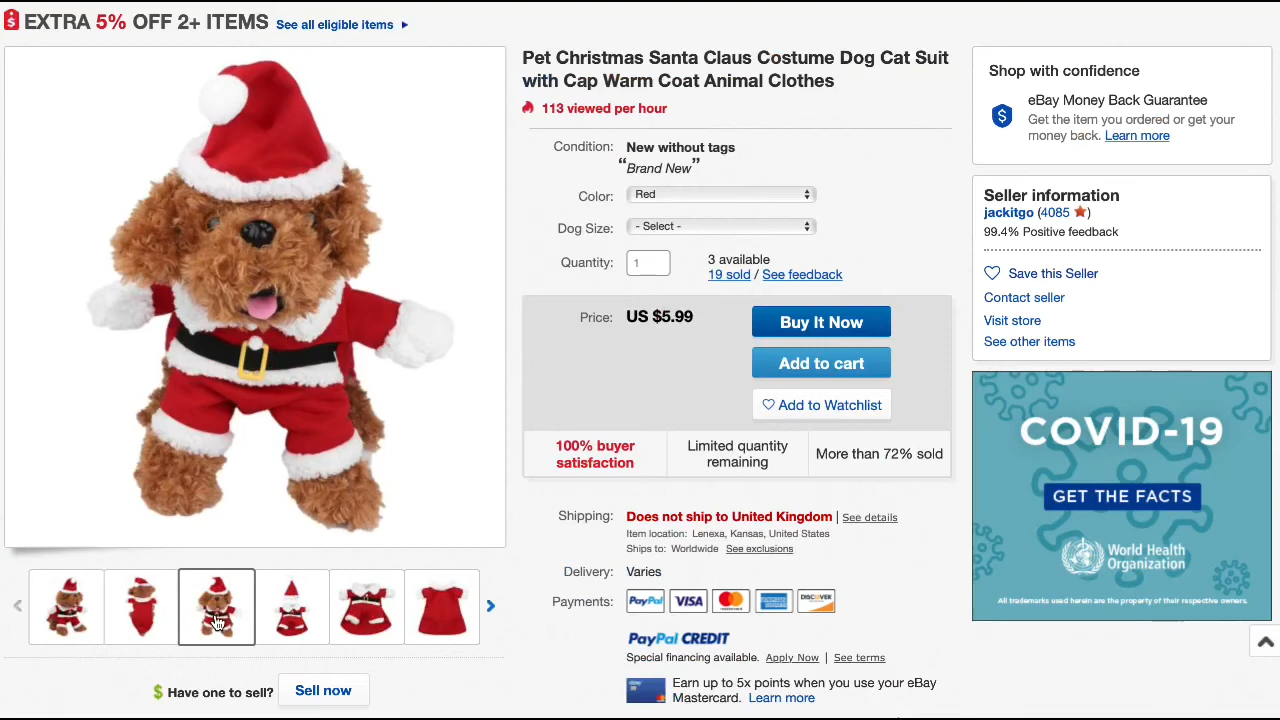 EXTRA 5% OFF 2+ ITEMS See all eligible items
Pet Christmas Santa Claus Costume Dog Cat Suit
with Cap Warm Coat Animal Clothes
113 viewed per hour
Condition: New without tags
“Brand New”
Color: Red
Dog Size: - Select -
Quantity: 1
3 available
19 sold / See feedback
Price: US $5.99
Buy It Now
Add to cart
Add to Watchlist
100% buyer
satisfaction
Limited quantity
remaining
More than 72% sold
Shipping: Does not ship to United Kingdom | See details
Item location: Lenexa, Kansas, United States
Ships to: Worldwide See exclusions
Delivery: Varies
Payments: PayPal VISA MasterCard AMERICAN EXPRESS DISCOVER
PayPal CREDIT
Special financing available. Apply Now | See terms
Earn up to 5x points when you use your eBay
Mastercard. Learn more
Have one to sell? Sell now
Shop with confidence
eBay Money Back Guarantee
Get the item you ordered or get your
money back. Learn more
Seller information
jackitgo (4085)
99.4% Positive feedback
Save this Seller
Contact seller
Visit store
See other items
COVID-19
GET THE FACTS
World Health
Organization
All trademarks used herein are the property of their respective owners.